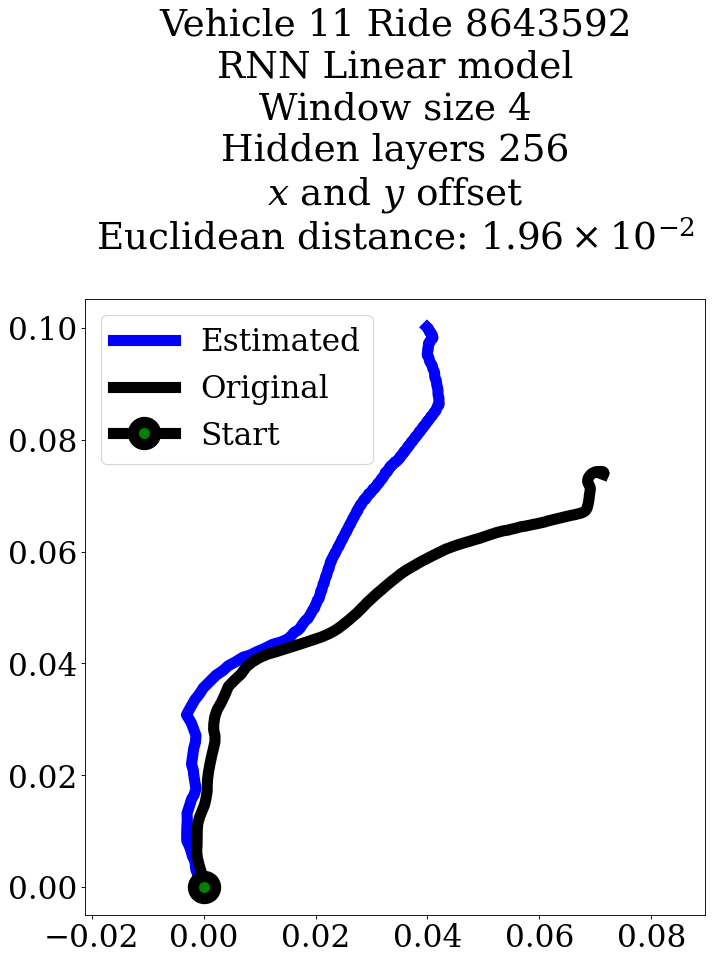 Vehicle 11 Ride 8643592
RNN Linear model
Window size 4
Hidden layers 256
x and y offset
Euclidean distance: 1.96 × 10⁻²
Estimated
Original
Start
0.10
0.08
0.06
0.04
0.02
0.00
−0.02 0.00 0.02 0.04 0.06 0.08